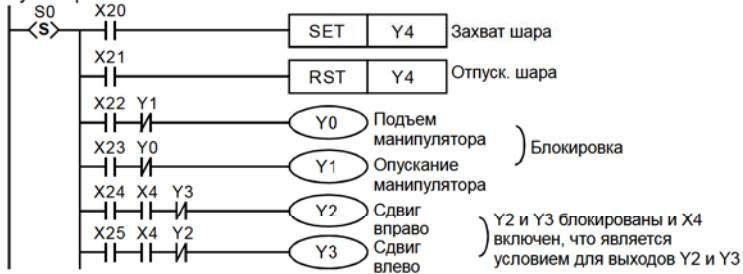 S0
S
X20
SET Y4 Захват шара
X21
RST Y4 Отпуск. шара
X22 Y1
Y0 Подъем
манипулятора
X23 Y0
Y1 Опускание
манипулятора
Блокировка
X24 X4 Y3
Y2 Сдвиг
вправо
X25 X4 Y2
Y3 Сдвиг
влево
Y2 и Y3 блокированы и X4
включен, что является
условием для выходов Y2 и Y3